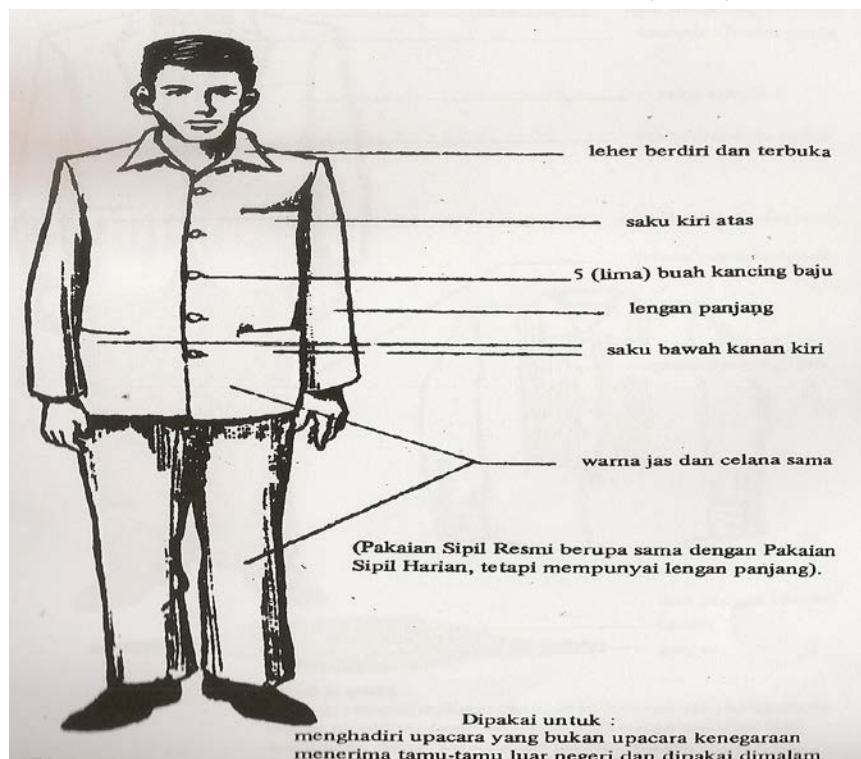 leher berdiri dan terbuka
saku kiri atas
5 (lima) buah kancing baju
lengan panjang
saku bawah kanan kiri
warna jas dan celana sama
(Pakaian Sipil Resmi berupa sama dengan Pakaian
Sipil Harian, tetapi mempunyai lengan panjang).
Dipakai untuk :
menghadiri upacara yang bukan upacara kenegaraan
menerima tamu-tamu luar negeri dan dipakai dimalam